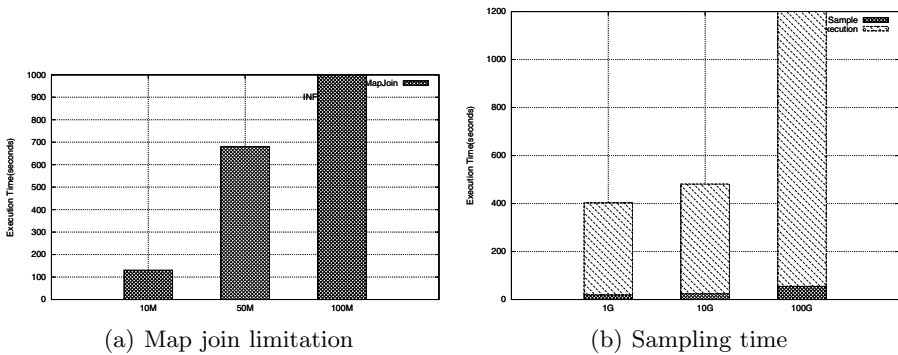 1000
900
800
700
600
500
400
300
200
100
0
Execution Time(seconds)
10M
50M
100M
INF
MapJoin
(a) Map join limitation
1200
1000
800
600
400
200
0
Execution Time(seconds)
1G
10G
100G
Sample
xecution
(b) Sampling time